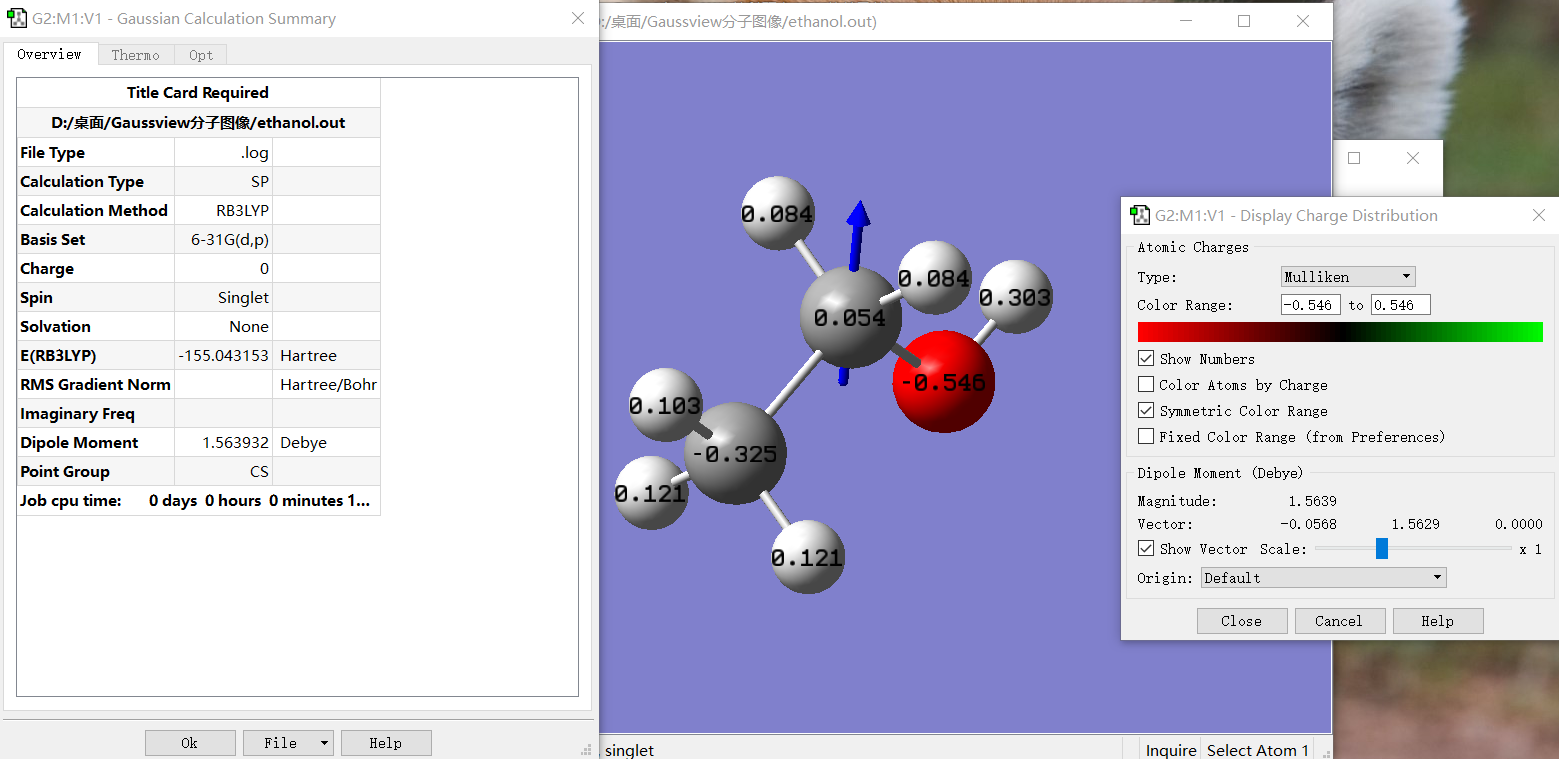 G2:M1:V1 - Gaussian Calculation Summary
Overview Thermo Opt
Title Card Required
D:/桌面/Gaussview分子图像/ethanol.out
File Type .log
Calculation Type SP
Calculation Method RB3LYP
Basis Set 6-31G(d,p)
Charge 0
Spin Singlet
Solvation None
E(RB3LYP) -155.043153 Hartree
RMS Gradient Norm Hartree/Bohr
Imaginary Freq
Dipole Moment 1.563932 Debye
Point Group CS
Job cpu time: 0 days 0 hours 0 minutes 1...
Ok File Help
:/桌面/Gaussview分子图像/ethanol.out)
0.084
0.084
0.303
0.054
-0.546
0.103
-0.325
0.121
0.121
singlet
Inquire Select Atom 1
G2:M1:V1 - Display Charge Distribution
Atomic Charges
Type: Mulliken
Color Range: -0.546 to 0.546
Show Numbers
Color Atoms by Charge
Symmetric Color Range
Fixed Color Range (from Preferences)
Dipole Moment (Debye)
Magnitude: 1.5639
Vector: -0.0568 1.5629 0.0000
Show Vector Scale: x 1
Origin: Default
Close Cancel Help